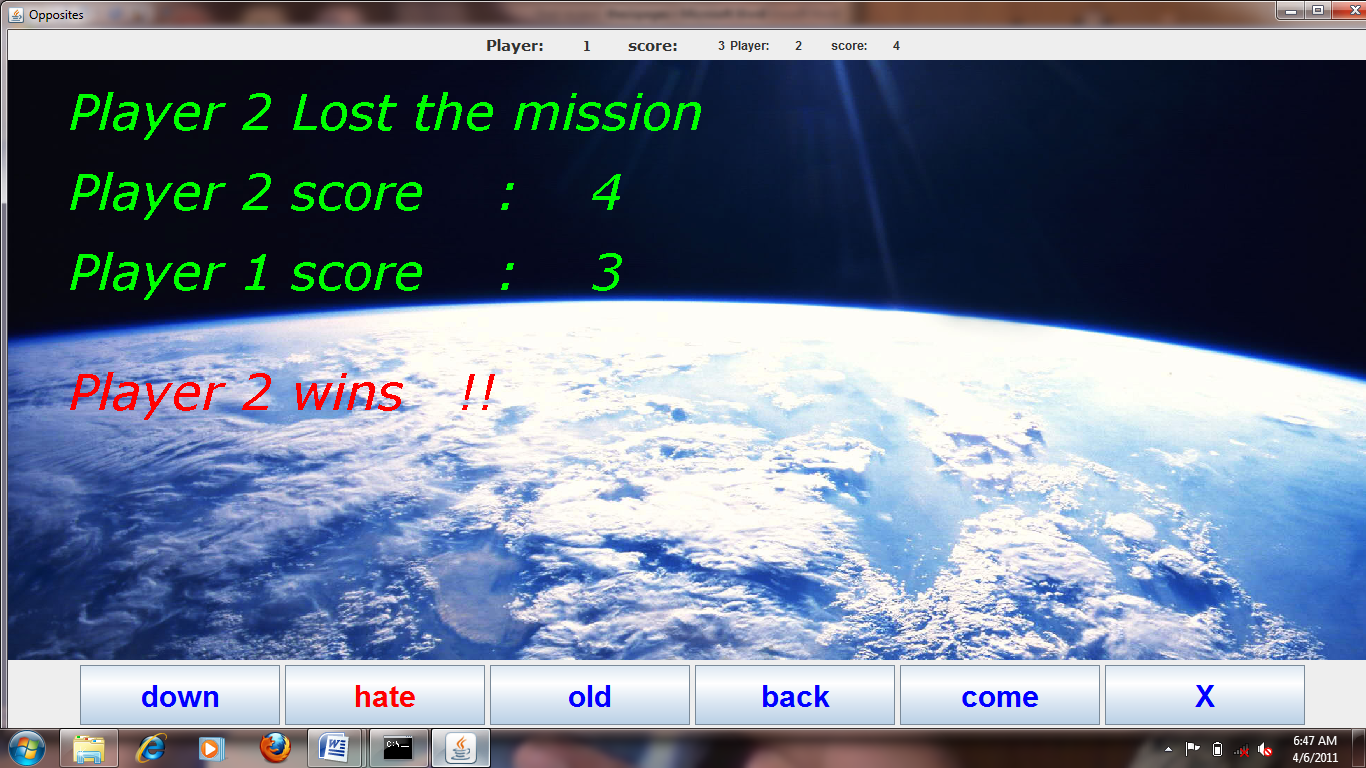 Opposites
Player: 1 score: 3 Player: 2 score: 4
Player 2 Lost the mission
Player 2 score : 4
Player 1 score : 3
Player 2 wins !!
down hate old back come X
C:\_
6:47 AM
4/6/2011